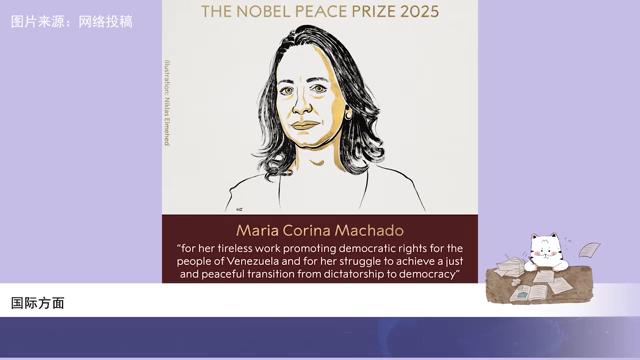 图片来源：网络投稿
THE NOBEL PEACE PRIZE 2025
Illustration: Niklas Elmehed
Maria Corina Machado
“for her tireless work promoting democratic rights for the
people of Venezuela and for her struggle to achieve a just
and peaceful transition from dictatorship to democracy”
国际方面